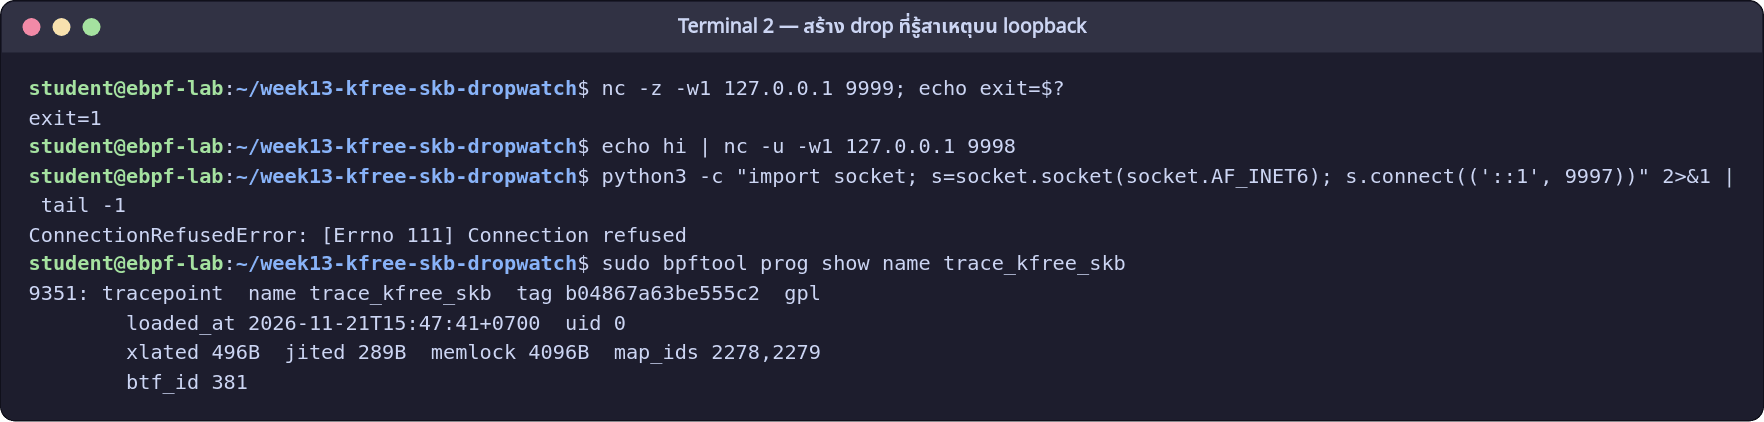 Terminal 2 — สร้าง drop ที่รู้สาเหตุบน loopback
student@ebpf-lab:~/week13-kfree-skb-dropwatch$ nc -z -w1 127.0.0.1 9999; echo exit=$?
exit=1
student@ebpf-lab:~/week13-kfree-skb-dropwatch$ echo hi | nc -u -w1 127.0.0.1 9998
student@ebpf-lab:~/week13-kfree-skb-dropwatch$ python3 -c "import socket; s=socket.socket(socket.AF_INET6); s.connect(('::1', 9997))" 2>&1 |
 tail -1
ConnectionRefusedError: [Errno 111] Connection refused
student@ebpf-lab:~/week13-kfree-skb-dropwatch$ sudo bpftool prog show name trace_kfree_skb
9351: tracepoint  name trace_kfree_skb  tag b04867a63be555c2  gpl
        loaded_at 2026-11-21T15:47:41+0700  uid 0
        xlated 496B  jited 289B  memlock 4096B  map_ids 2278,2279
        btf_id 381